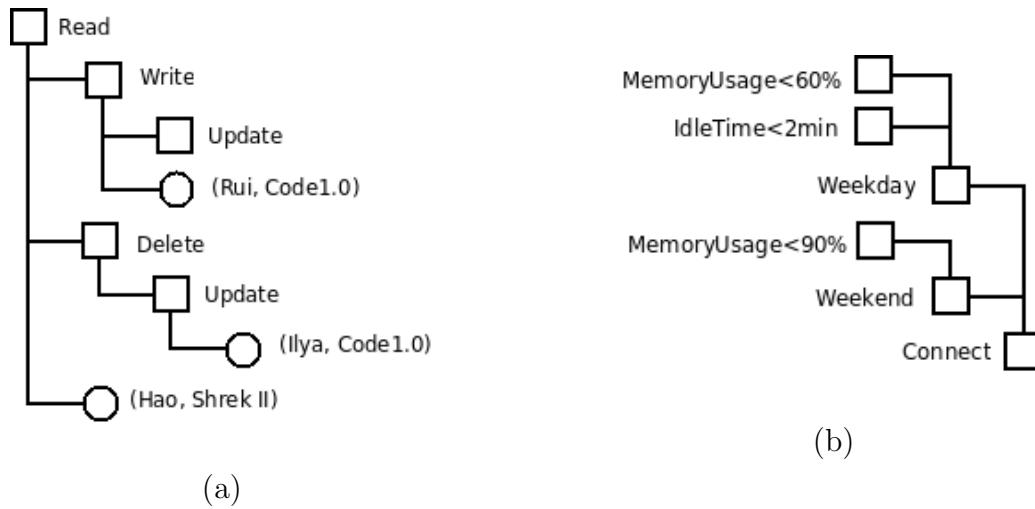 Read
Write
Update
(Rui, Code1.0)
Delete
Update
(Ilya, Code1.0)
(Hao, Shrek II)
(a)
MemoryUsage<60%
IdleTime<2min
Weekday
MemoryUsage<90%
Weekend
Connect
(b)